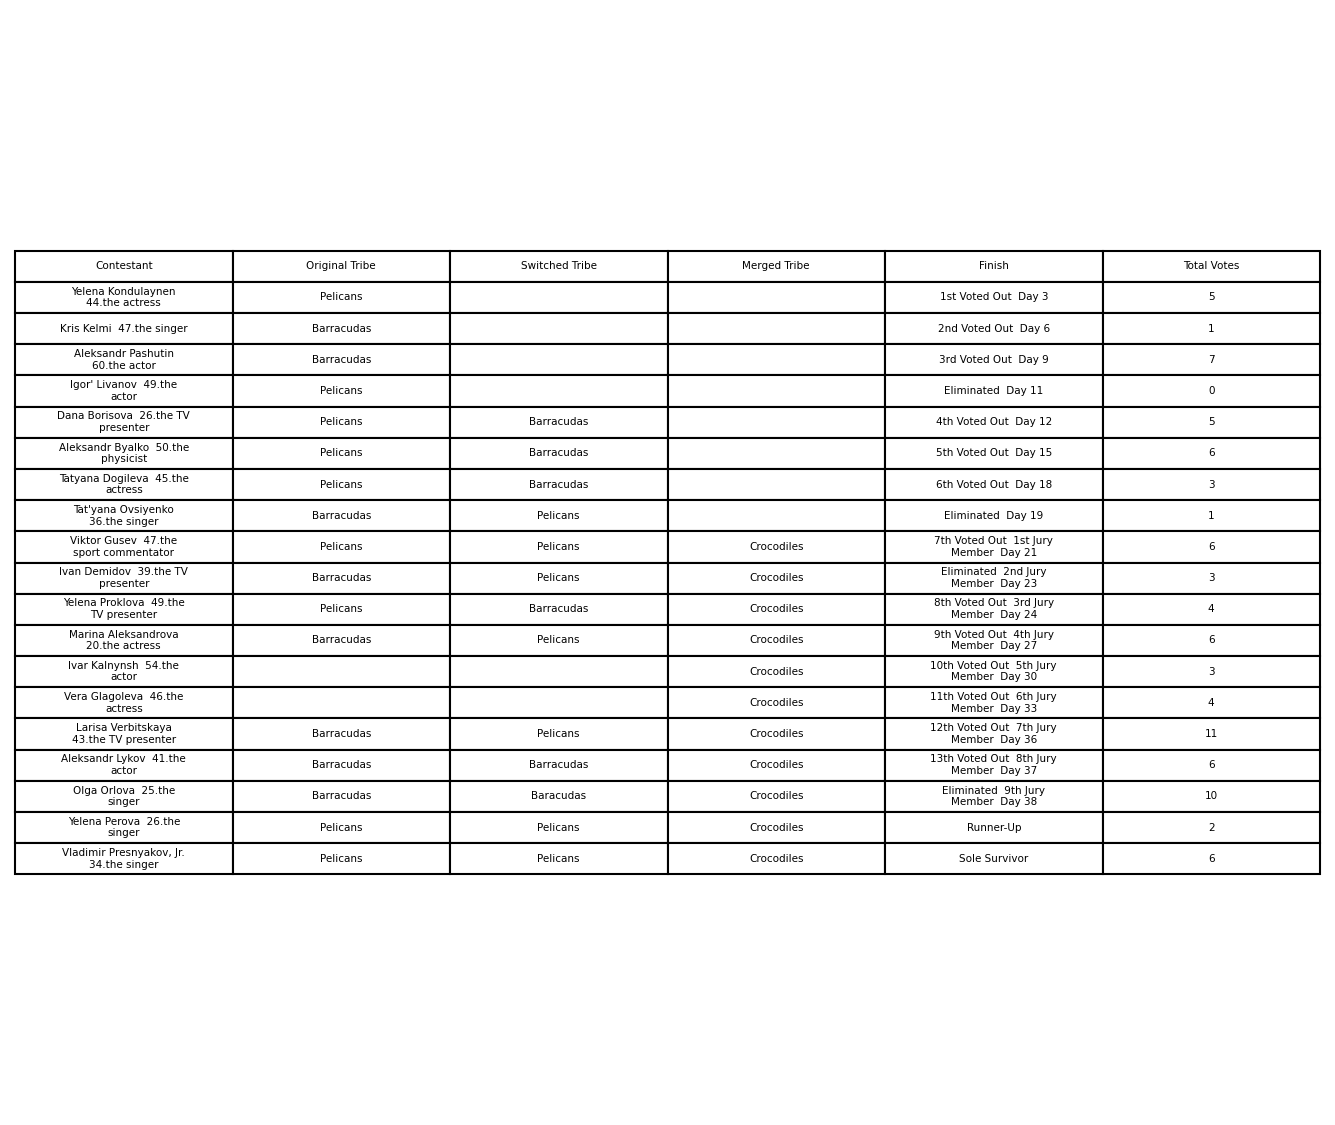 Contestant Original Tribe Switched Tribe Merged Tribe Finish Total Votes
Yelena Kondulaynen
44.the actress Pelicans 1st Voted Out  Day 3 5
Kris Kelmi  47.the singer Barracudas 2nd Voted Out  Day 6 1
Aleksandr Pashutin
60.the actor Barracudas 3rd Voted Out  Day 9 7
Igor' Livanov  49.the
actor Pelicans Eliminated  Day 11 0
Dana Borisova  26.the TV
presenter Pelicans Barracudas 4th Voted Out  Day 12 5
Aleksandr Byalko  50.the
physicist Pelicans Barracudas 5th Voted Out  Day 15 6
Tatyana Dogileva  45.the
actress Pelicans Barracudas 6th Voted Out  Day 18 3
Tat'yana Ovsiyenko
36.the singer Barracudas Pelicans Eliminated  Day 19 1
Viktor Gusev  47.the
sport commentator Pelicans Pelicans Crocodiles 7th Voted Out  1st Jury
Member  Day 21 6
Ivan Demidov  39.the TV
presenter Barracudas Pelicans Crocodiles Eliminated  2nd Jury
Member  Day 23 3
Yelena Proklova  49.the
TV presenter Pelicans Barracudas Crocodiles 8th Voted Out  3rd Jury
Member  Day 24 4
Marina Aleksandrova
20.the actress Barracudas Pelicans Crocodiles 9th Voted Out  4th Jury
Member  Day 27 6
Ivar Kalnynsh  54.the
actor Crocodiles 10th Voted Out  5th Jury
Member  Day 30 3
Vera Glagoleva  46.the
actress Crocodiles 11th Voted Out  6th Jury
Member  Day 33 4
Larisa Verbitskaya
43.the TV presenter Barracudas Pelicans Crocodiles 12th Voted Out  7th Jury
Member  Day 36 11
Aleksandr Lykov  41.the
actor Barracudas Barracudas Crocodiles 13th Voted Out  8th Jury
Member  Day 37 6
Olga Orlova  25.the
singer Barracudas Baracudas Crocodiles Eliminated  9th Jury
Member  Day 38 10
Yelena Perova  26.the
singer Pelicans Pelicans Crocodiles Runner-Up 2
Vladimir Presnyakov, Jr.
34.the singer Pelicans Pelicans Crocodiles Sole Survivor 6